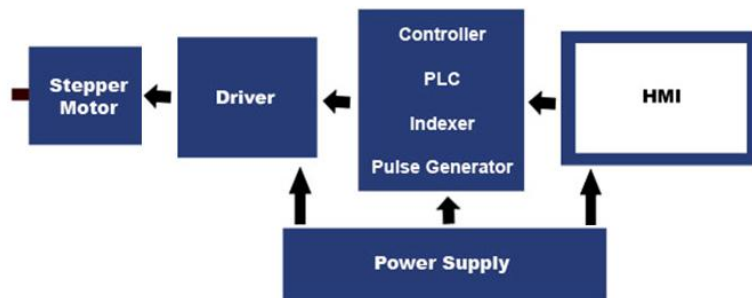 Stepper
Motor
Driver
Controller
PLC
Indexer
Pulse Generator
HMI
Power Supply